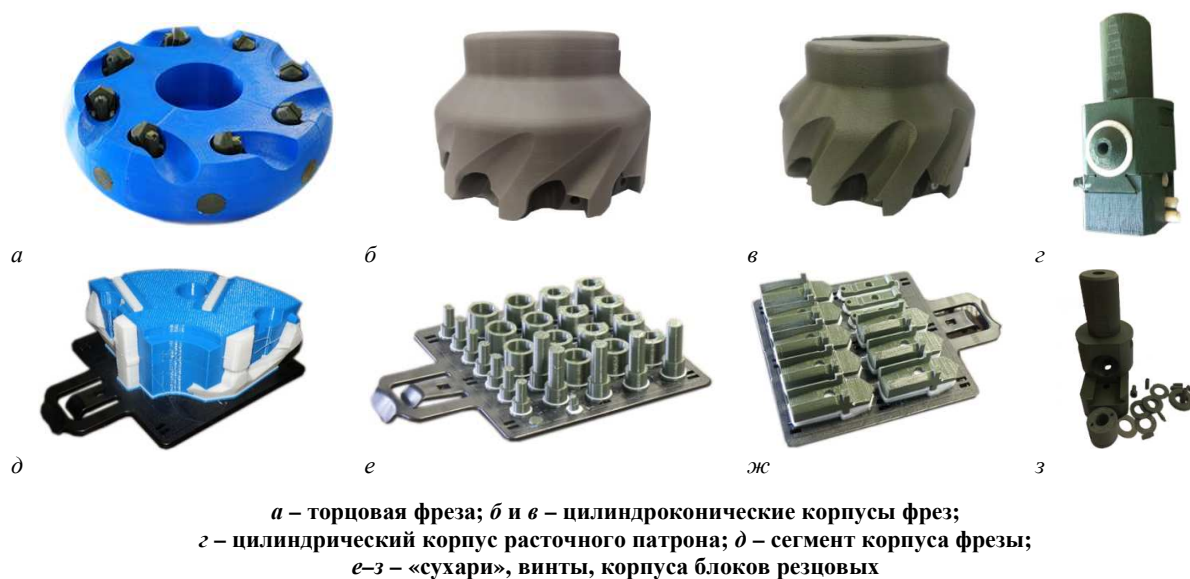 а
б
в
г
д
е
ж
з
а – торцовая фреза; б и в – цилиндроконические корпусы фрез;
г – цилиндрический корпус расточного патрона; д – сегмент корпуса фрезы;
е–з – «сухари», винты, корпуса блоков резцовых